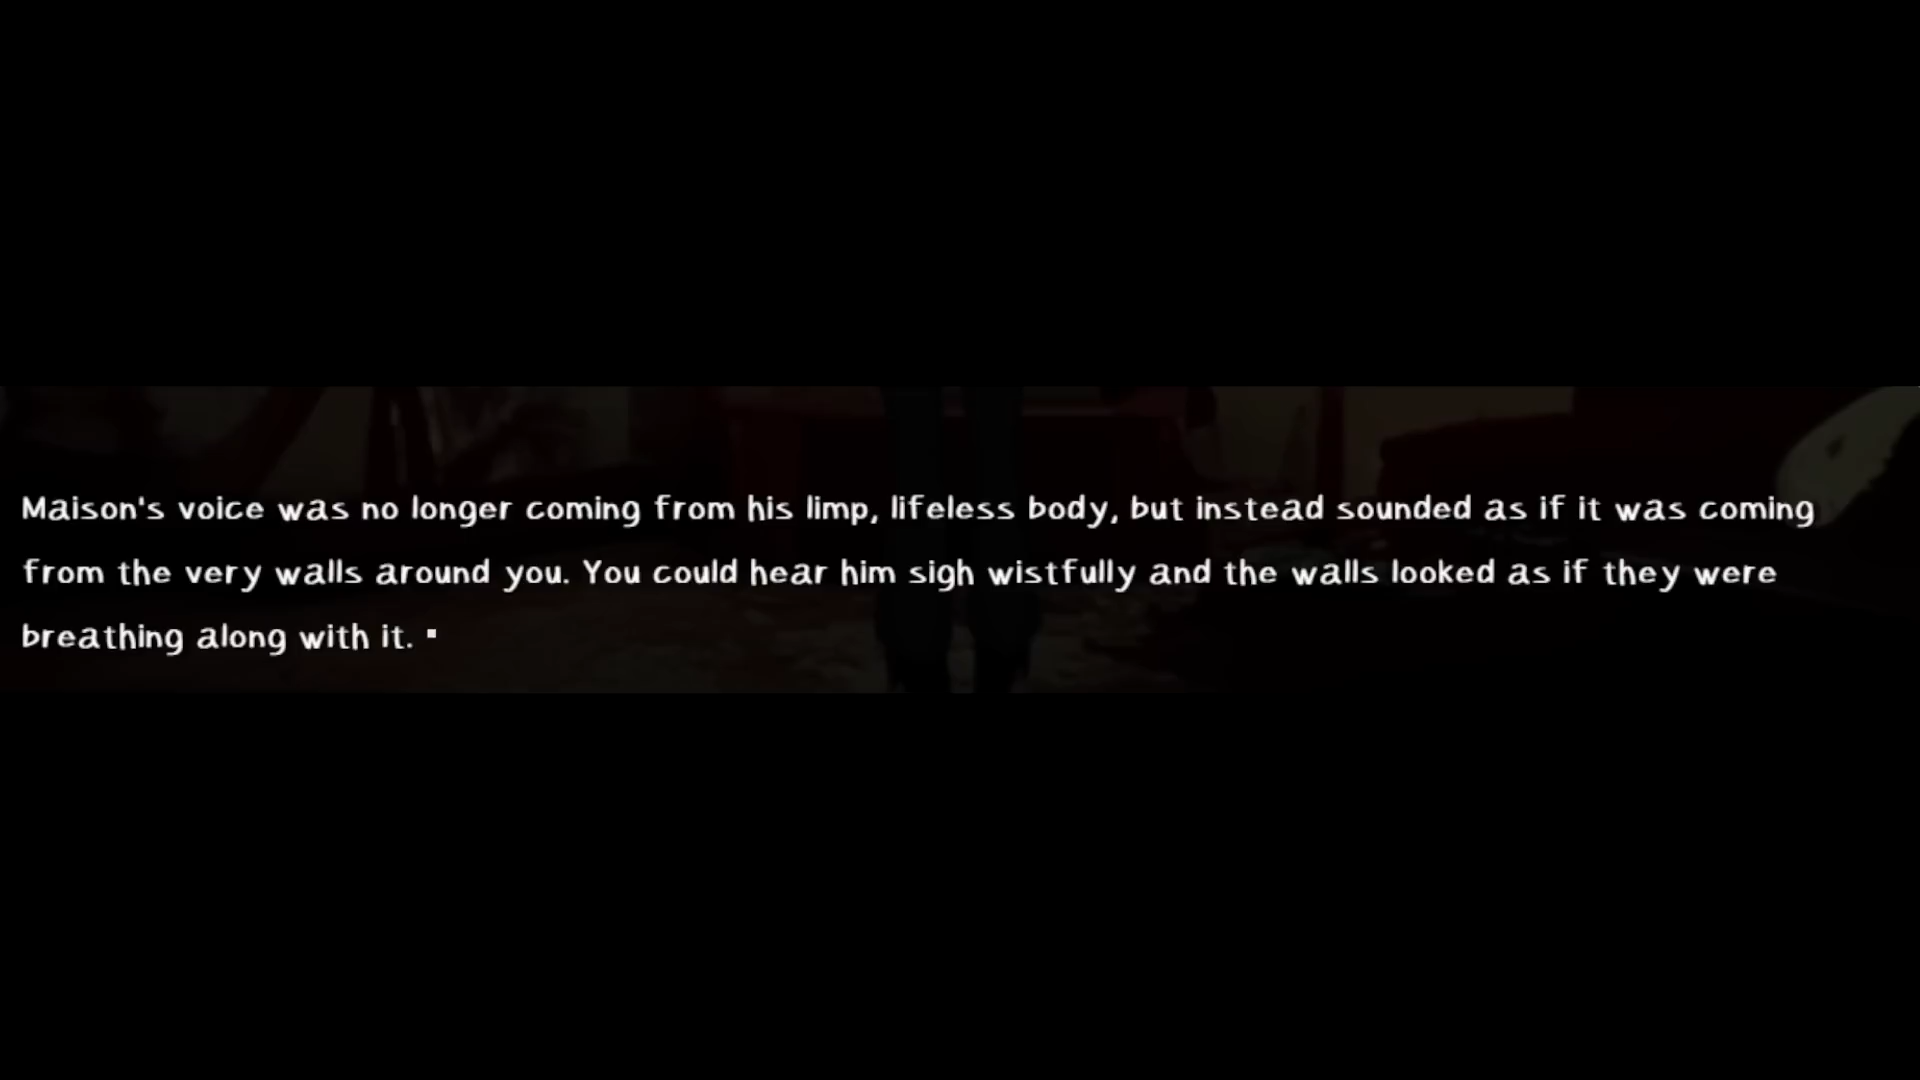 Maison's voice was no longer coming from his limp, lifeless body, but instead sounded as if it was coming
from the very walls around you. You could hear him sigh wistfully and the walls looked as if they were
breathing along with it.